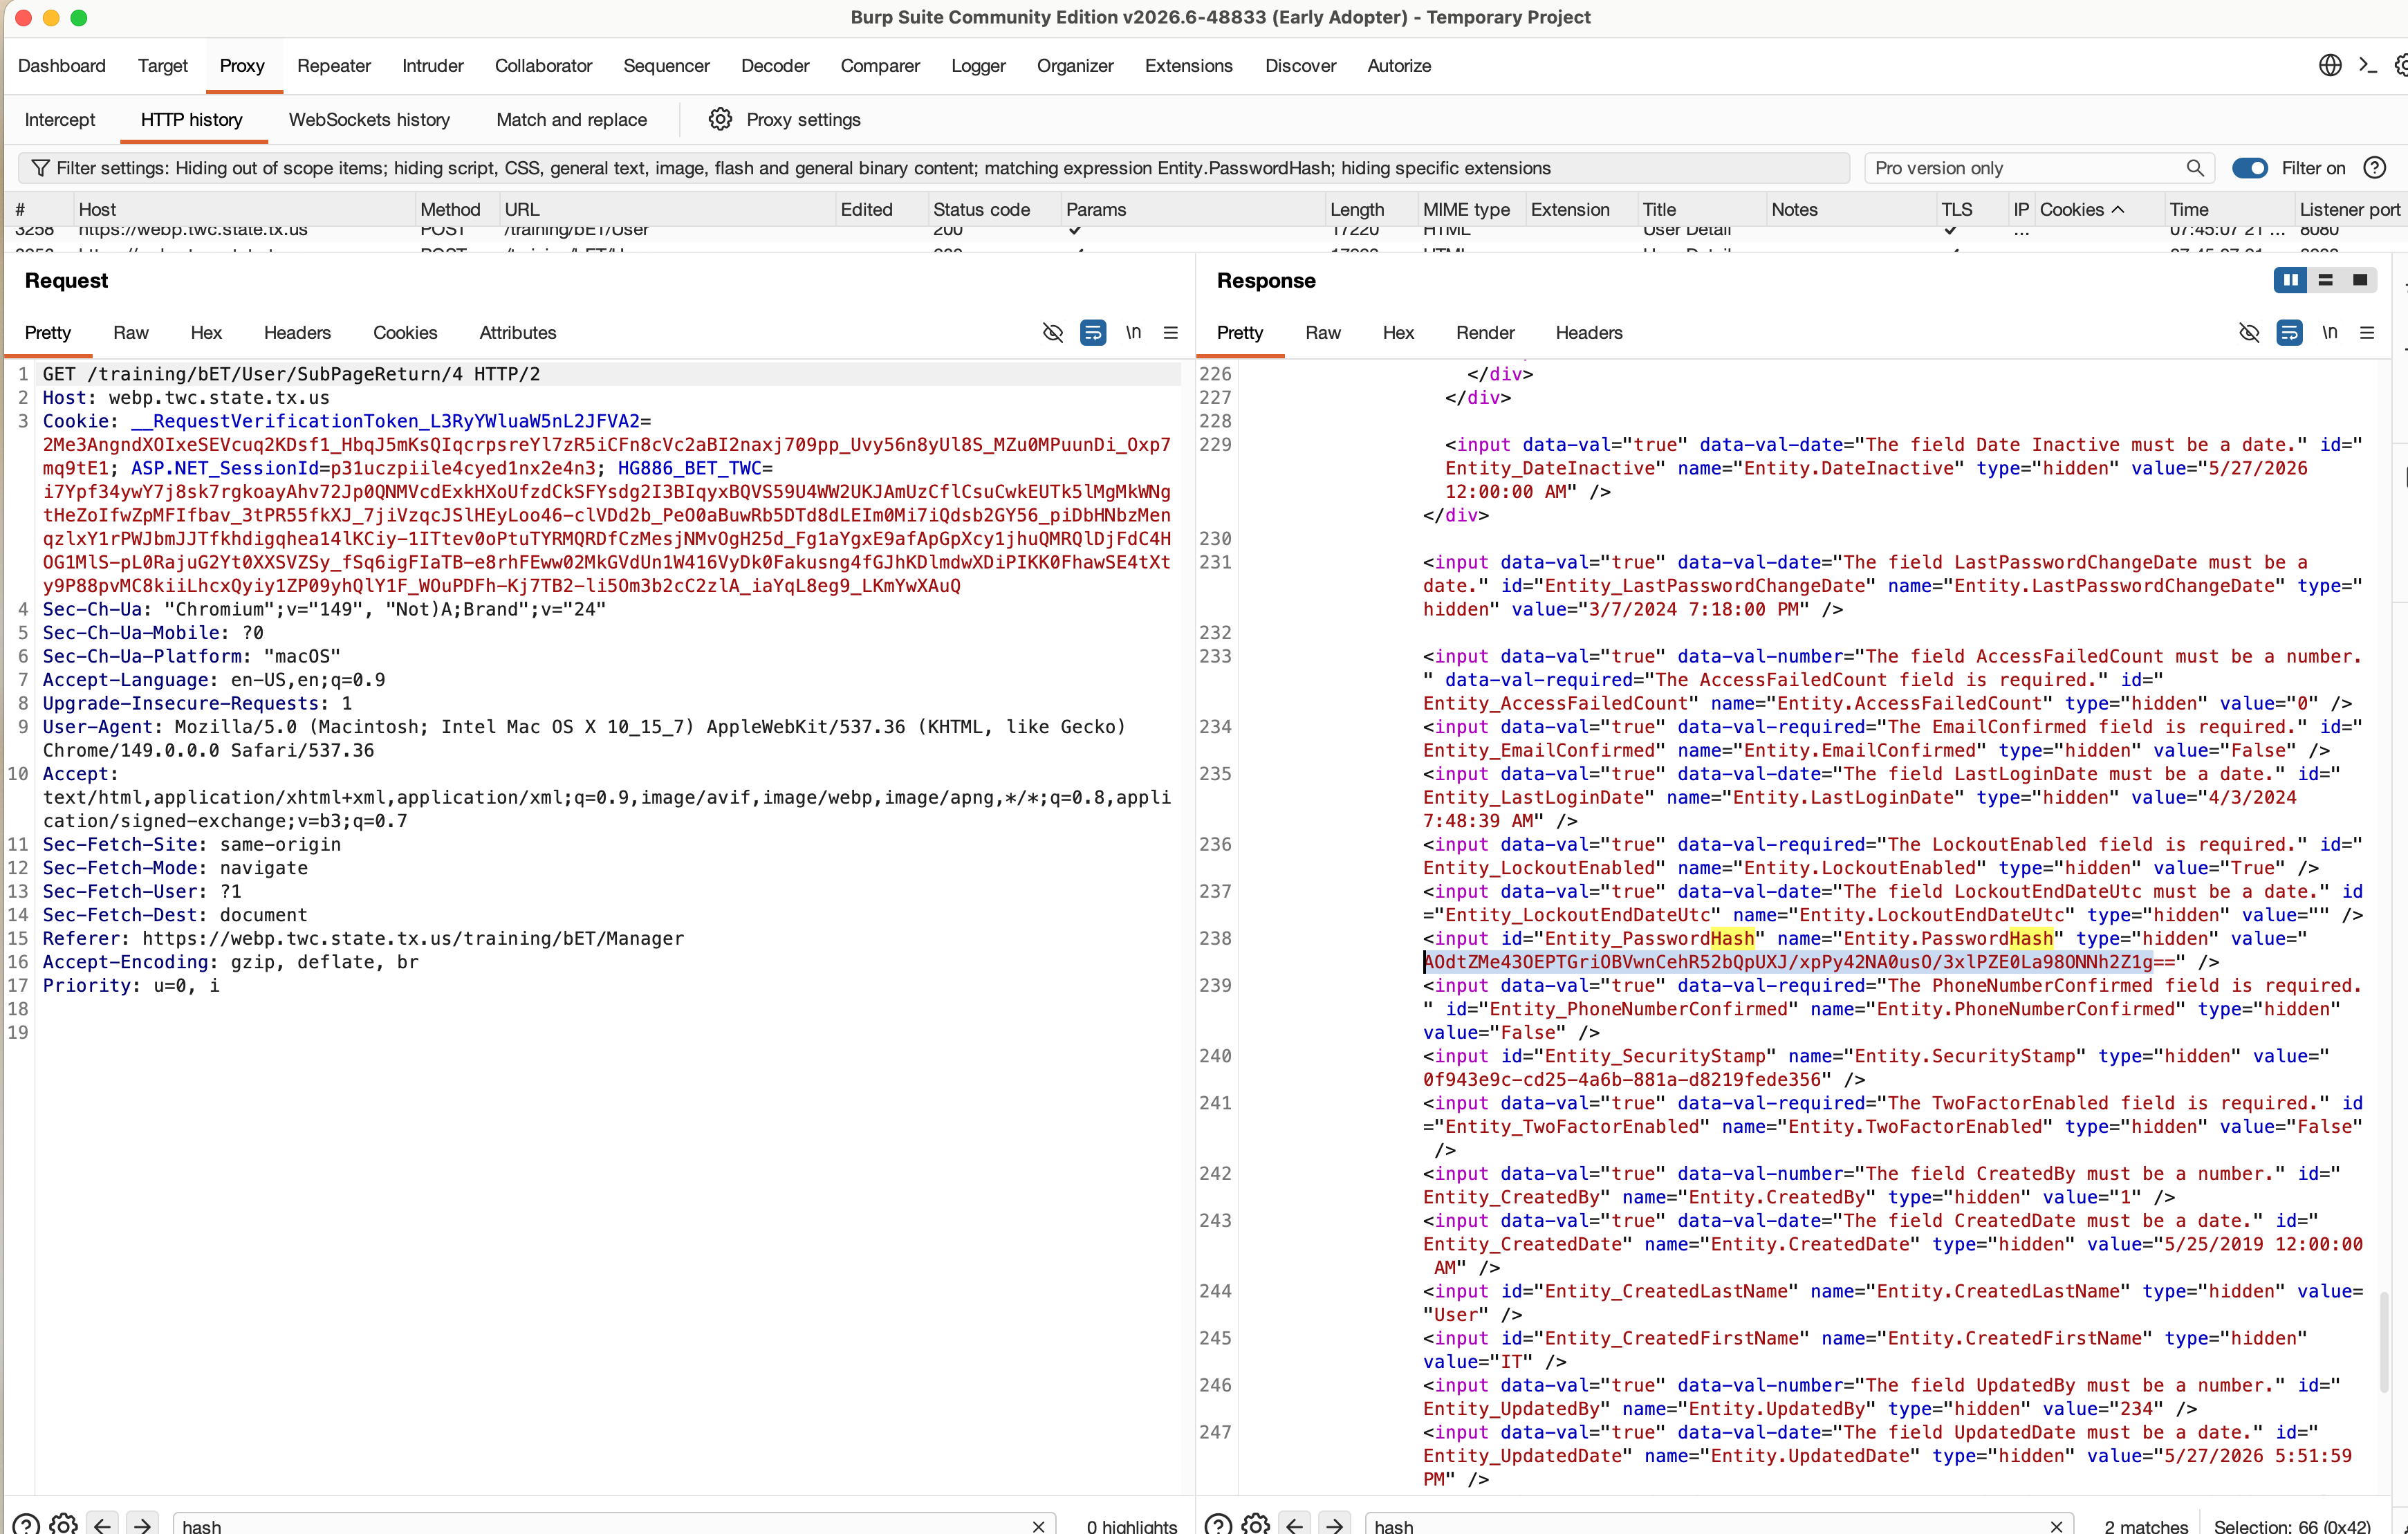 Burp Suite Community Edition v2026.6-48833 (Early Adopter) - Temporary Project
Dashboard Target Proxy Repeater Intruder Collaborator Sequencer Decoder Comparer Logger Organizer Extensions Discover Autorize
Intercept HTTP history WebSockets history Match and replace Proxy settings
Filter settings: Hiding out of scope items; hiding script, CSS, general text, image, flash and general binary content; matching expression Entity.PasswordHash; hiding specific extensions Pro version only Filter on
# Host Method URL Edited Status code Params Length MIME type Extension Title Notes TLS IP Cookies Time Listener port
3258 https://webp.twc.state.tx.us POST /training/bET/User 200 17220 HTML User Detail ... 07:45:07 21 ... 8080
Request
Pretty Raw Hex Headers Cookies Attributes \n
1 GET /training/bET/User/SubPageReturn/4 HTTP/2
2 Host: webp.twc.state.tx.us
3 Cookie: __RequestVerificationToken_L3RyYWluaW5nL2JFVA2=
ASP.NET_SessionId= HG886_BET_TWC=
4 Sec-Ch-Ua: "Chromium";v="149", "Not)A;Brand";v="24"
5 Sec-Ch-Ua-Mobile: ?0
6 Sec-Ch-Ua-Platform: "macOS"
7 Accept-Language: en-US,en;q=0.9
8 Upgrade-Insecure-Requests: 1
9 User-Agent: Mozilla/5.0 (Macintosh; Intel Mac OS X 10_15_7) AppleWebKit/537.36 (KHTML, like Gecko)
Chrome/149.0.0.0 Safari/537.36
10 Accept:
text/html,application/xhtml+xml,application/xml;q=0.9,image/avif,image/webp,image/apng,*/*;q=0.8,appli
cation/signed-exchange;v=b3;q=0.7
11 Sec-Fetch-Site: same-origin
12 Sec-Fetch-Mode: navigate
13 Sec-Fetch-User: ?1
14 Sec-Fetch-Dest: document
15 Referer: https://webp.twc.state.tx.us/training/bET/Manager
16 Accept-Encoding: gzip, deflate, br
17 Priority: u=0, i
18
19
hash 0 highlights
Response
Pretty Raw Hex Render Headers \n
226 </div>
227 </div>
228
229 <input data-val="true" data-val-date="The field Date Inactive must be a date." id="
Entity_DateInactive" name="Entity.DateInactive" type="hidden" value="5/27/2026
12:00:00 AM" />
</div>
230
231 <input data-val="true" data-val-date="The field LastPasswordChangeDate must be a
date." id="Entity_LastPasswordChangeDate" name="Entity.LastPasswordChangeDate" type="
hidden" value="3/7/2024 7:18:00 PM" />
232
233 <input data-val="true" data-val-number="The field AccessFailedCount must be a number.
" data-val-required="The AccessFailedCount field is required." id="
Entity_AccessFailedCount" name="Entity.AccessFailedCount" type="hidden" value="0" />
234 <input data-val="true" data-val-required="The EmailConfirmed field is required." id="
Entity_EmailConfirmed" name="Entity.EmailConfirmed" type="hidden" value="False" />
235 <input data-val="true" data-val-date="The field LastLoginDate must be a date." id="
Entity_LastLoginDate" name="Entity.LastLoginDate" type="hidden" value="4/3/2024
7:48:39 AM" />
236 <input data-val="true" data-val-required="The LockoutEnabled field is required." id="
Entity_LockoutEnabled" name="Entity.LockoutEnabled" type="hidden" value="True" />
237 <input data-val="true" data-val-date="The field LockoutEndDateUtc must be a date." id
="Entity_LockoutEndDateUtc" name="Entity.LockoutEndDateUtc" type="hidden" value="" />
238 <input id="Entity_PasswordHash" name="Entity.PasswordHash" type="hidden" value="
" />
239 <input data-val="true" data-val-required="The PhoneNumberConfirmed field is required.
" id="Entity_PhoneNumberConfirmed" name="Entity.PhoneNumberConfirmed" type="hidden"
value="False" />
240 <input id="Entity_SecurityStamp" name="Entity.SecurityStamp" type="hidden" value="
0f943e9c-cd25-4a6b-881a-d8219fede356" />
241 <input data-val="true" data-val-required="The TwoFactorEnabled field is required." id
="Entity_TwoFactorEnabled" name="Entity.TwoFactorEnabled" type="hidden" value="False"
/>
242 <input data-val="true" data-val-number="The field CreatedBy must be a number." id="
Entity_CreatedBy" name="Entity.CreatedBy" type="hidden" value="1" />
243 <input data-val="true" data-val-date="The field CreatedDate must be a date." id="
Entity_CreatedDate" name="Entity.CreatedDate" type="hidden" value="5/25/2019 12:00:00
AM" />
244 <input id="Entity_CreatedLastName" name="Entity.CreatedLastName" type="hidden" value=
"User" />
245 <input id="Entity_CreatedFirstName" name="Entity.CreatedFirstName" type="hidden"
value="IT" />
246 <input data-val="true" data-val-number="The field UpdatedBy must be a number." id="
Entity_UpdatedBy" name="Entity.UpdatedBy" type="hidden" value="234" />
247 <input data-val="true" data-val-date="The field UpdatedDate must be a date." id="
Entity_UpdatedDate" name="Entity.UpdatedDate" type="hidden" value="5/27/2026 5:51:59
PM" />
hash 2 matches Selection: 66 (0x42)